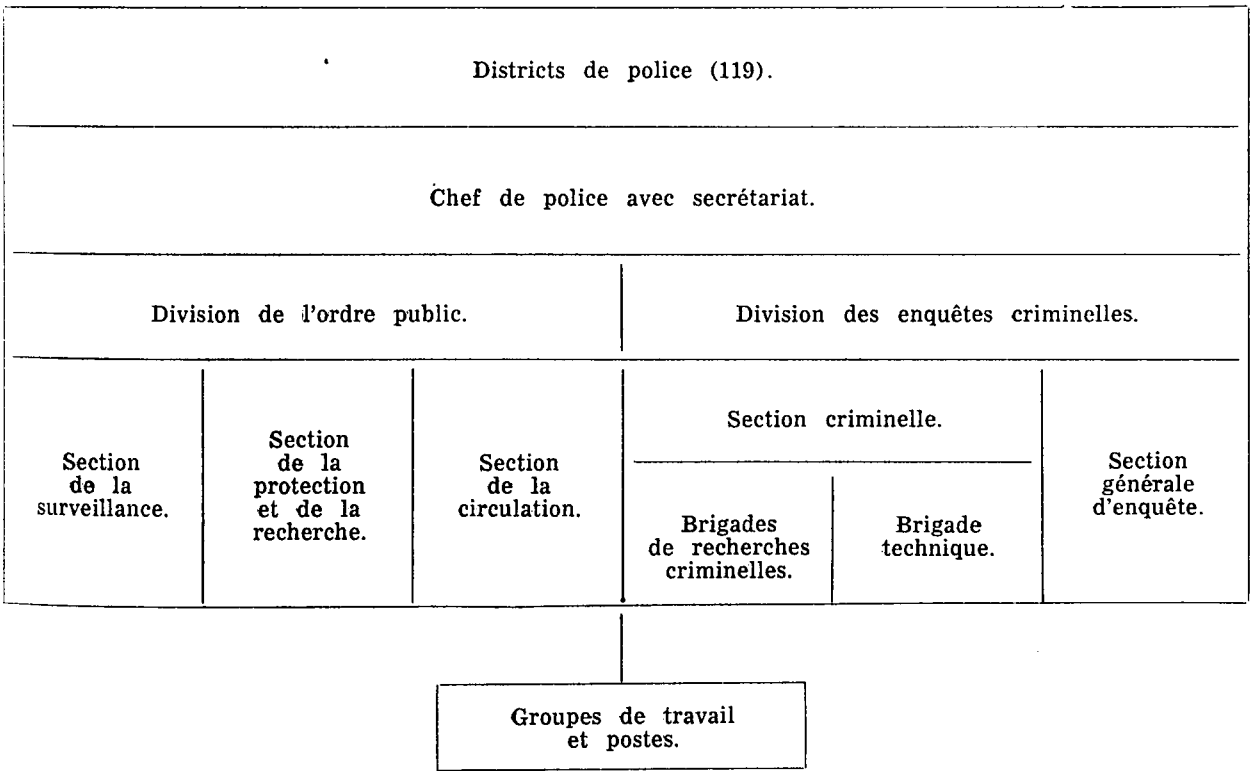 Districts de police (119).
Chef de police avec secrétariat.
Division de l'ordre public.
Division des enquêtes criminelles.
Section
de la
surveillance.
Section
de la
protection
et de la
recherche.
Section
de la
circulation.
Section criminelle.
Brigades
de recherches
criminelles.
Brigade
technique.
Section
générale
d'enquête.
Groupes de travail
et postes.